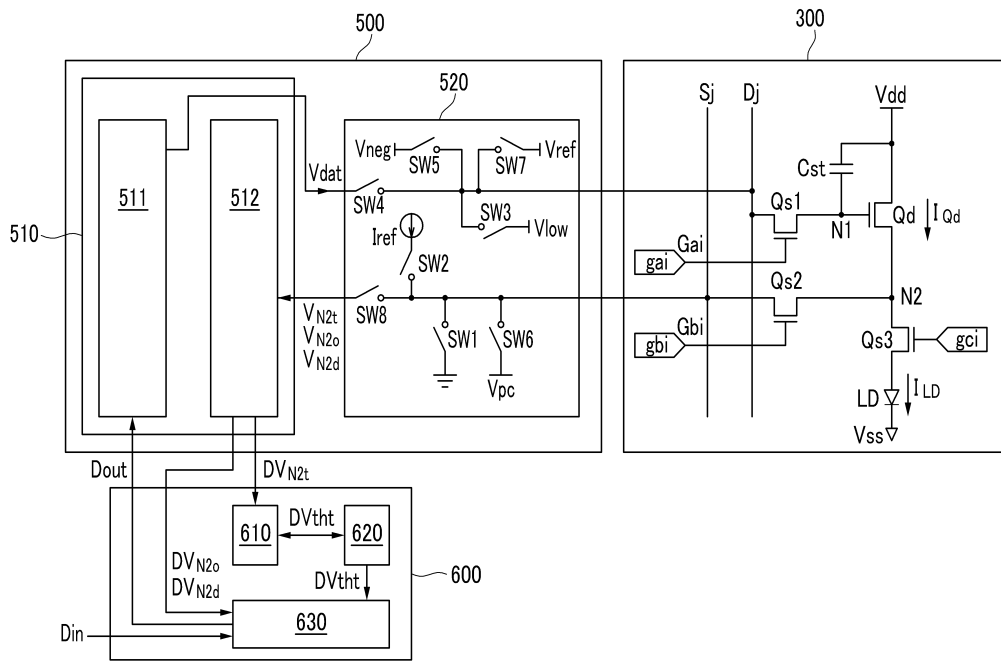 500
300
520
Sj
Dj
Vdd
Vneg
SW5
SW7
Vref
Cst
Vdat
511
512
SW4
SW3
Vlow
Qs1
N1
Qd
I Qd
510
Iref
SW2
Gai
gai
Qs2
N2
VN2t
VN2o
VN2d
SW8
SW1
SW6
Vpc
Gbi
gbi
Qs3
gci
LD
I LD
Vss
Dout
DVN2t
610
DVtht
620
DVN2o
DVN2d
DVtht
600
630
Din